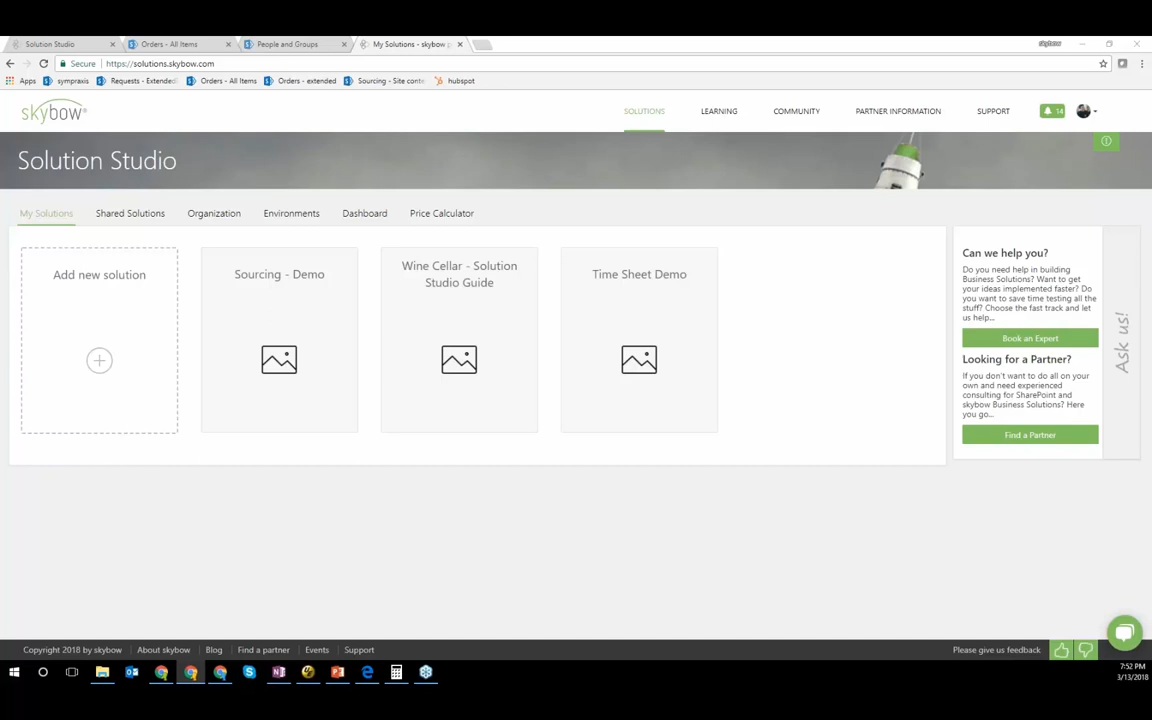 Solution Studio
Orders - All Items
People and Groups
My Solutions - skybow
skybow
Secure
https://solutions.skybow.com
Apps
sympraxis
Requests - Extended
Orders - All Items
Orders - extended
Sourcing - Site conte
hubspot
skybow
SOLUTIONS
LEARNING
COMMUNITY
PARTNER INFORMATION
SUPPORT
14
Solution Studio
My Solutions
Shared Solutions
Organization
Environments
Dashboard
Price Calculator
Add new solution
Sourcing - Demo
Wine Cellar - Solution
Studio Guide
Time Sheet Demo
Can we help you?
Do you need help in building
Business Solutions? Want to get
your ideas implemented faster? Do
you want to save time testing all the
stuff? Choose the fast track and let
us help...
Book an Expert
Looking for a Partner?
If you don't want to do all on your
own and need experienced
consulting for SharePoint and
skybow Business Solutions? Here
you go...
Find a Partner
Ask us!
Copyright 2018 by skybow
About skybow
Blog
Find a partner
Events
Support
Please give us feedback
7:52 PM
3/13/2018